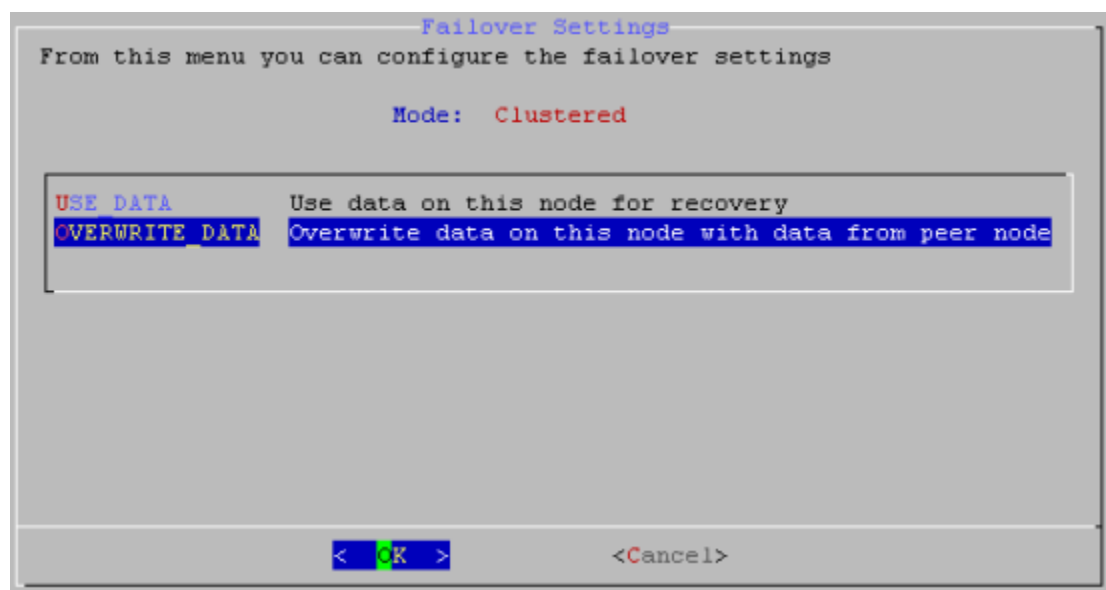 Failover Settings
From this menu you can configure the failover settings
Mode: Clustered
USE_DATA Use data on this node for recovery
OVERWRITE_DATA Overwrite data on this node with data from peer node
< OK > <Cancel>